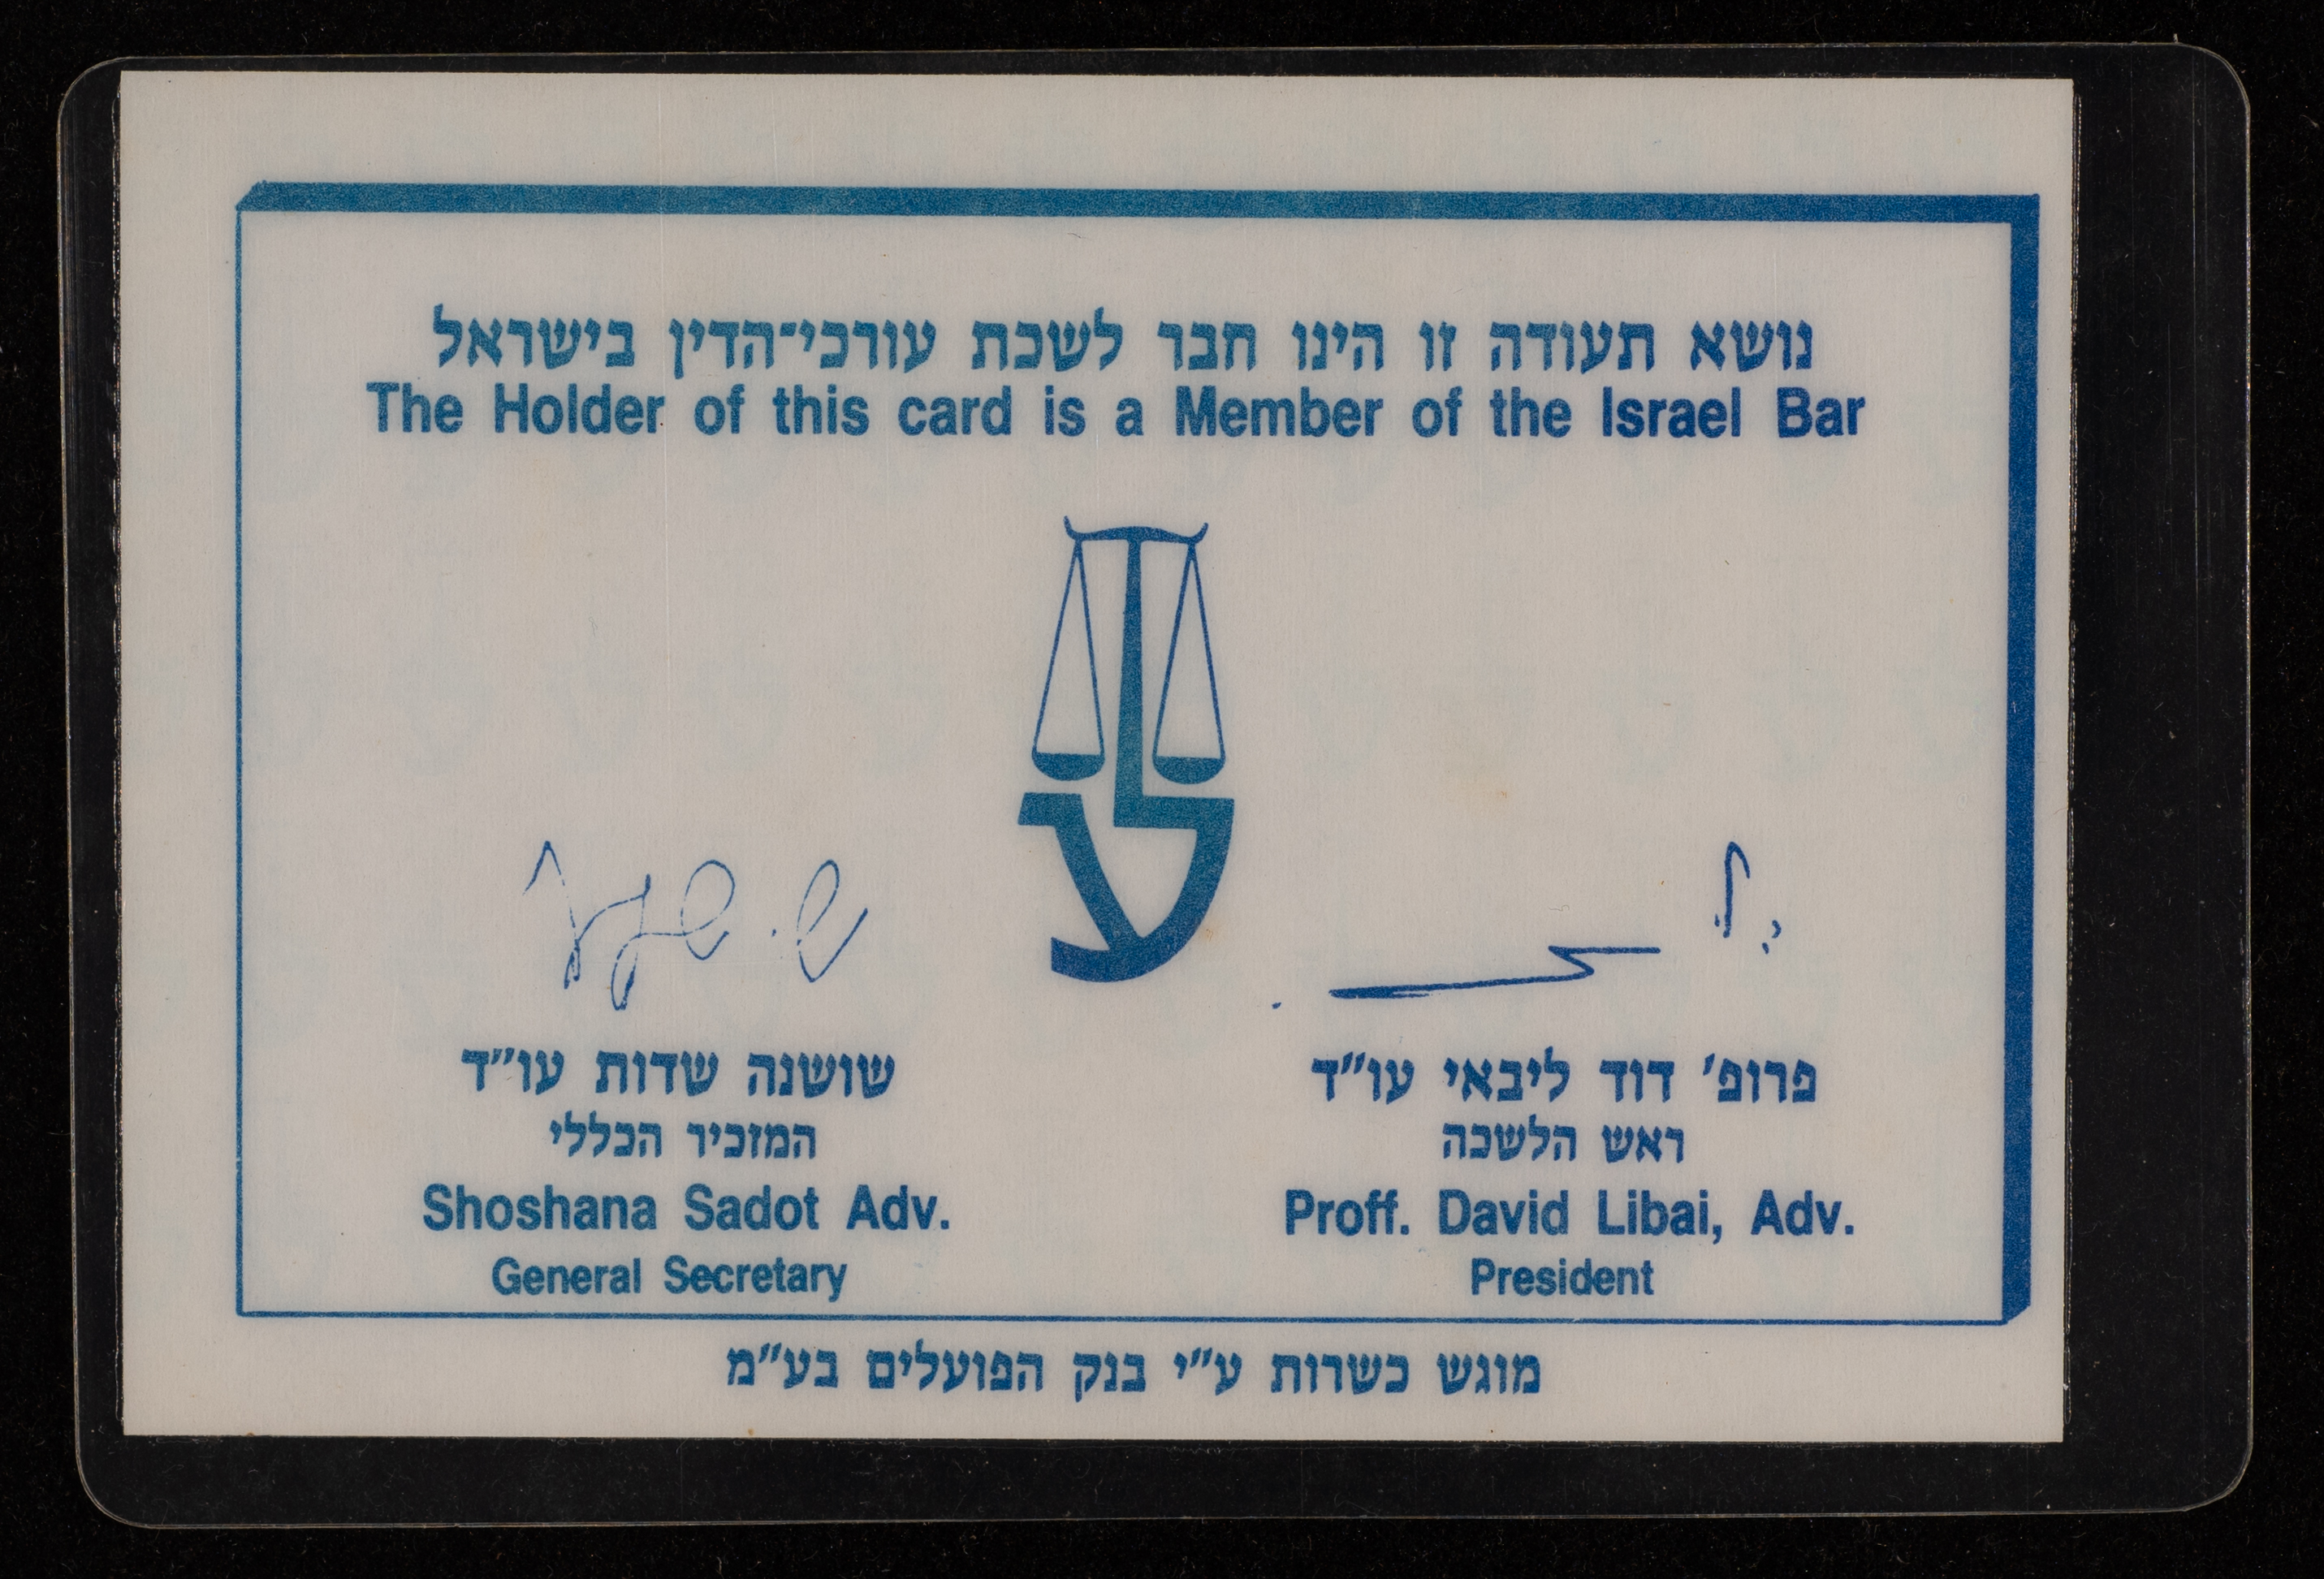 נושא תעודה זו הינו חבר לשכת עורכי־הדין בישראל
The Holder of this card is a Member of the Israel Bar
פרופ' דוד ליבאי עו"ד
ראש הלשכה
Proff. David Libai, Adv.
President
שושנה שדות עו"ד
המזכיר הכללי
Shoshana Sadot Adv.
General Secretary
מוגש כשרות ע"י בנק הפועלים בע"מ